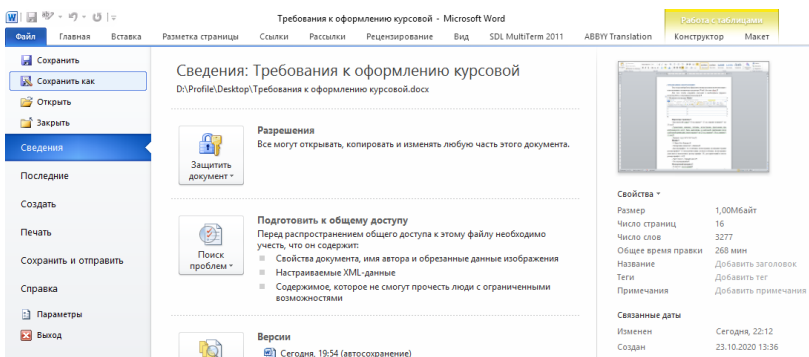 Требования к оформлению курсовой - Microsoft Word
Работа с таблицами
Файл Главная Вставка Разметка страницы Ссылки Рассылки Рецензирование Вид SDL MultiTerm 2011 ABBY Translation Конструктор Макет
Сохранить
Сохранить как
Открыть
Закрыть
Сведения
Последние
Создать
Печать
Сохранить и отправить
Справка
Параметры
Выход
Сведения: Требования к оформлению курсовой
D:\Profile\Desktop\Требования к оформлению курсовой.docx
Защитить
документ
Разрешения
Все могут открывать, копировать и изменять любую часть этого документа.
Поиск
проблем
Подготовить к общему доступу
Перед распространением общего доступа к этому файлу необходимо
учесть, что он содержит:
Свойства документа, имя автора и обрезанные данные изображения
Настраиваемые XML-данные
Содержимое, которое не смогут прочесть люди с ограниченными
возможностями
Версии
Сегодня, 19:54 (автосохранение)
Свойства
Размер 1,00Мбайт
Число страниц 16
Число слов 3277
Общее время правки 268 мин
Название Добавить заголовок
Теги Добавить тег
Примечания Добавить примечания
Связанные даты
Изменен Сегодня, 22:12
Создан 23.10.2020 13:36